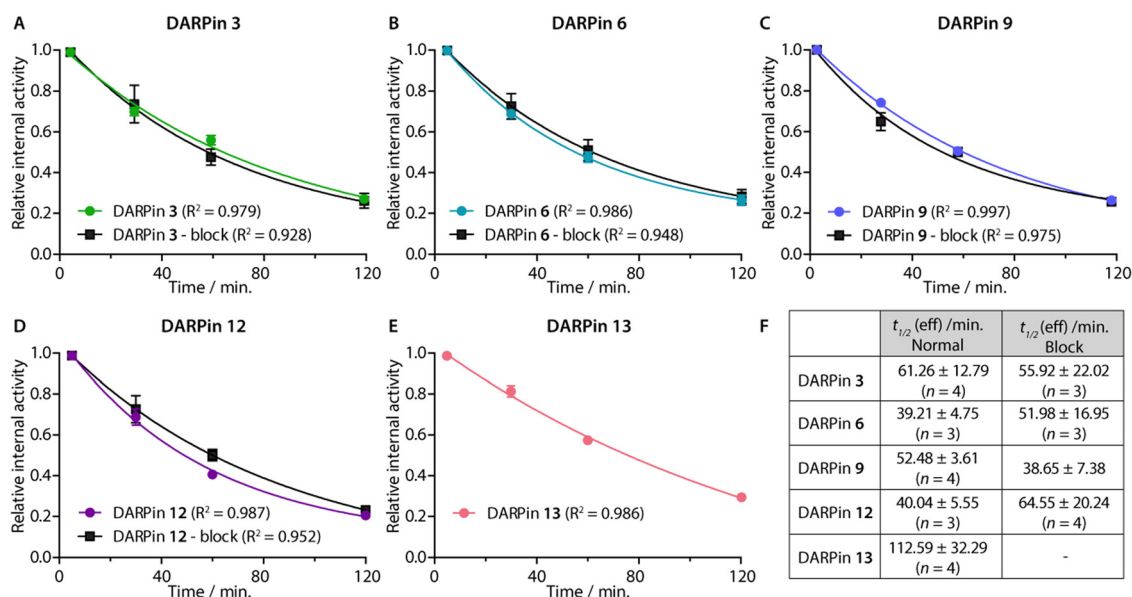 A
DARPin 3
Relative internal activity
1.0
0.8
0.6
0.4
0.2
0.0
DARPin 3 (R² = 0.979)
DARPin 3 - block (R² = 0.928)
0 40 80 120
Time / min.
B
DARPin 6
Relative internal activity
1.0
0.8
0.6
0.4
0.2
0.0
DARPin 6 (R² = 0.986)
DARPin 6 - block (R² = 0.948)
0 40 80 120
Time / min.
C
DARPin 9
Relative internal activity
1.0
0.8
0.6
0.4
0.2
0.0
DARPin 9 (R² = 0.997)
DARPin 9 - block (R² = 0.975)
0 40 80 120
Time / min.
D
DARPin 12
Relative internal activity
1.0
0.8
0.6
0.4
0.2
0.0
DARPin 12 (R² = 0.987)
DARPin 12 - block (R² = 0.952)
0 40 80 120
Time / min.
E
DARPin 13
Relative internal activity
1.0
0.8
0.6
0.4
0.2
0.0
DARPin 13 (R² = 0.986)
0 40 80 120
Time / min.
F
t1/2 (eff) /min. t1/2 (eff) /min.
Normal Block
DARPin 3 61.26 ± 12.79 55.92 ± 22.02
(n = 4) (n = 3)
DARPin 6 39.21 ± 4.75 51.98 ± 16.95
(n = 3) (n = 3)
DARPin 9 52.48 ± 3.61 38.65 ± 7.38
(n = 4)
DARPin 12 40.04 ± 5.55 64.55 ± 20.24
(n = 3) (n = 4)
DARPin 13 112.59 ± 32.29 -
(n = 4)